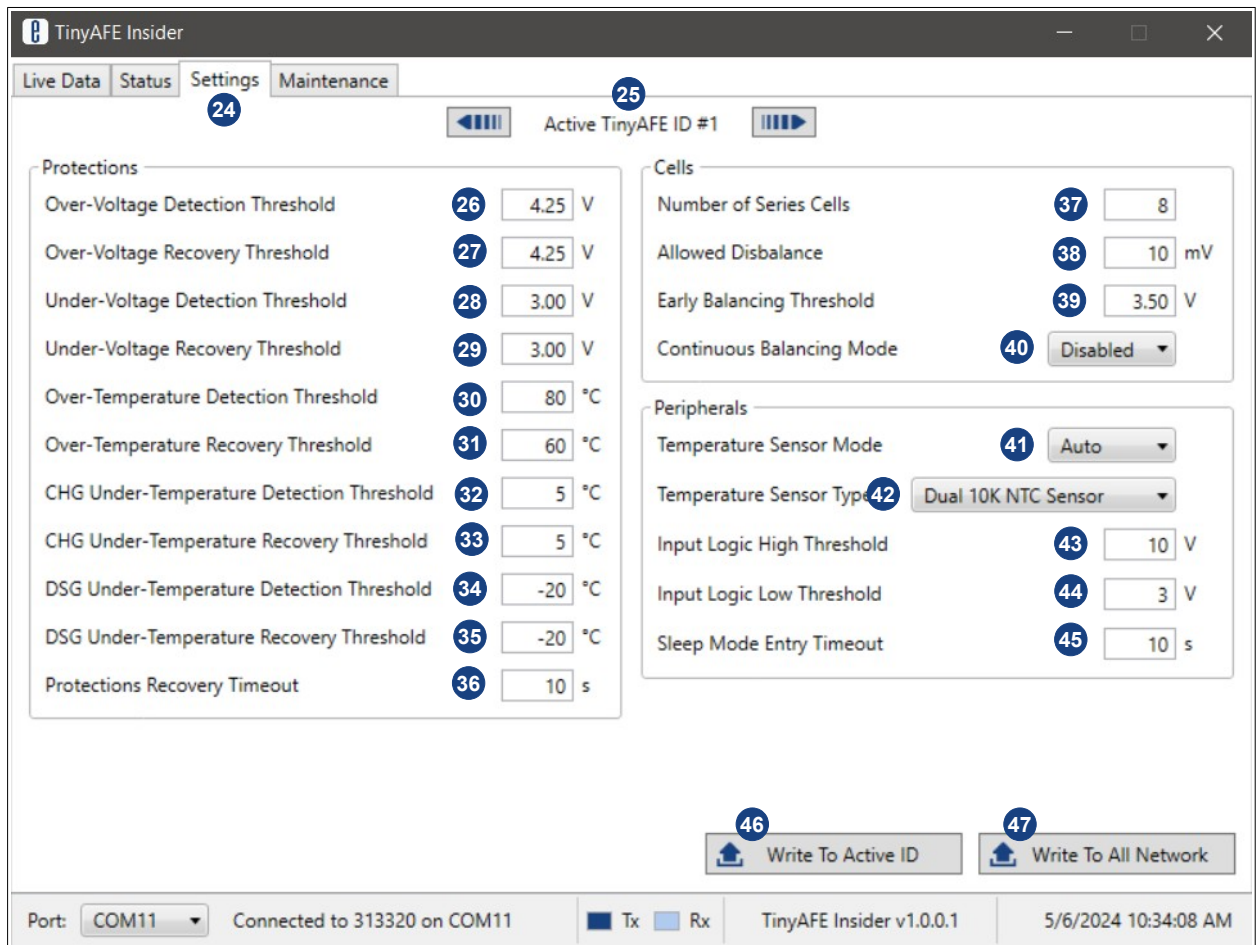 TinyAFE Insider
Live Data Status Settings Maintenance
24
25
Active TinyAFE ID #1
Protections
Over-Voltage Detection Threshold 26 4.25 V
Over-Voltage Recovery Threshold 27 4.25 V
Under-Voltage Detection Threshold 28 3.00 V
Under-Voltage Recovery Threshold 29 3.00 V
Over-Temperature Detection Threshold 30 80 °C
Over-Temperature Recovery Threshold 31 60 °C
CHG Under-Temperature Detection Threshold 32 5 °C
CHG Under-Temperature Recovery Threshold 33 5 °C
DSG Under-Temperature Detection Threshold 34 -20 °C
DSG Under-Temperature Recovery Threshold 35 -20 °C
Protections Recovery Timeout 36 10 s
Cells
Number of Series Cells 37 8
Allowed Disbalance 38 10 mV
Early Balancing Threshold 39 3.50 V
Continuous Balancing Mode 40 Disabled
Peripherals
Temperature Sensor Mode 41 Auto
Temperature Sensor Type 42 Dual 10K NTC Sensor
Input Logic High Threshold 43 10 V
Input Logic Low Threshold 44 3 V
Sleep Mode Entry Timeout 45 10 s
46 47
Write To Active ID Write To All Network
Port: COM11 Connected to 313320 on COM11 Tx Rx TinyAFE Insider v1.0.0.1 5/6/2024 10:34:08 AM